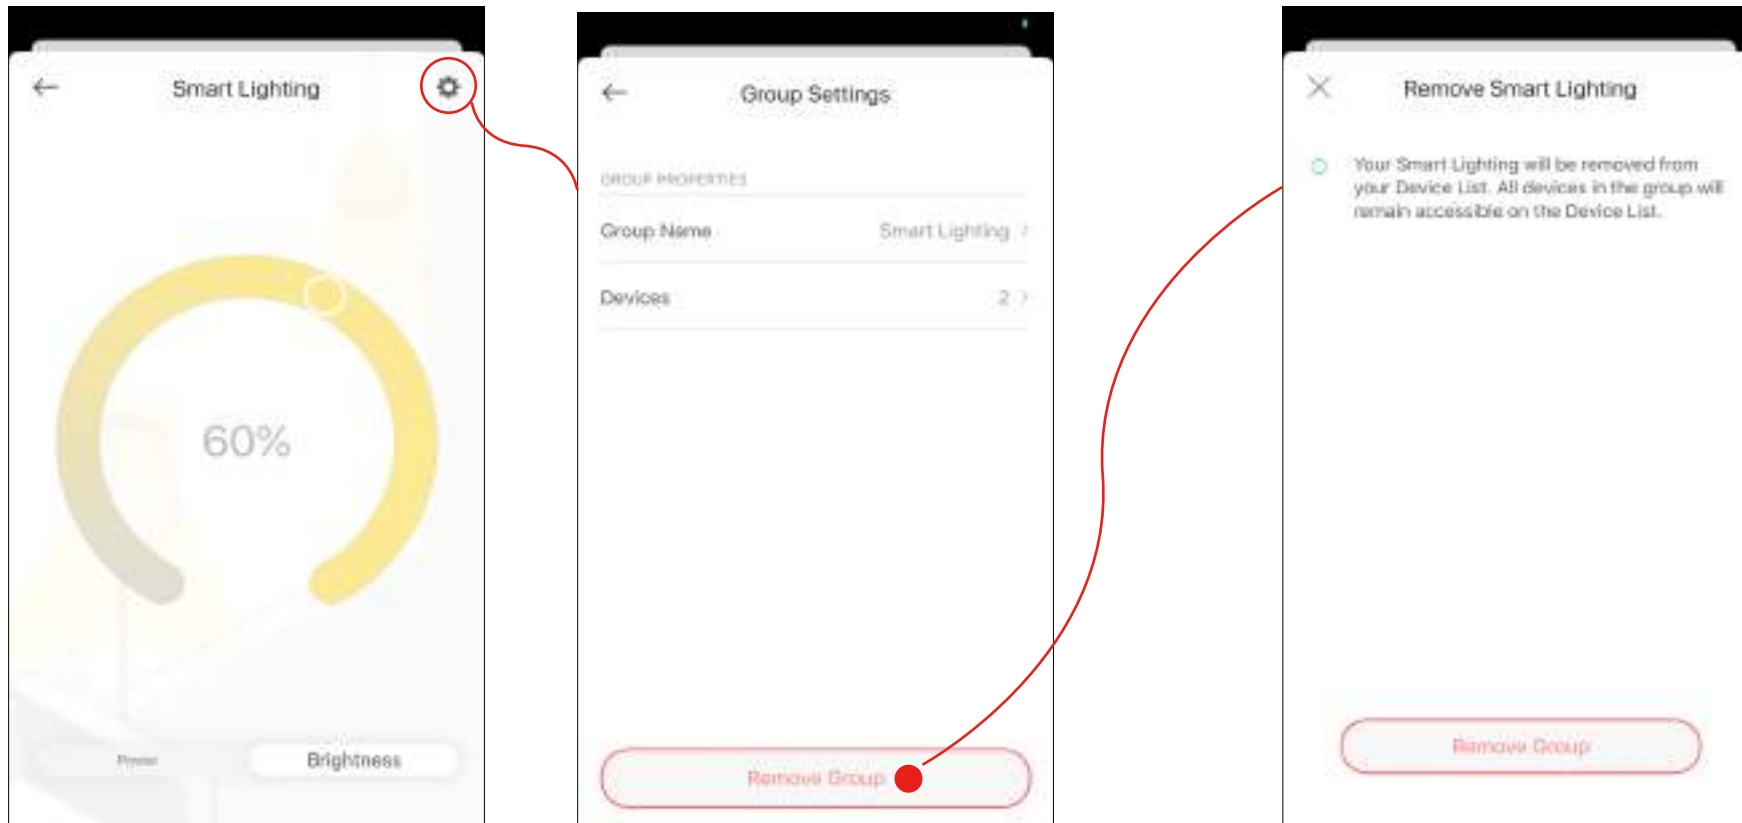 Smart Lighting
60%
Power
Brightness
Group Settings
GROUP PROPERTIES
Group Name
Smart Lighting
Devices
2
Remove Group
Remove Smart Lighting
Your Smart Lighting will be removed from
your Device List. All devices in the group will
remain accessible on the Device List.
Remove Group